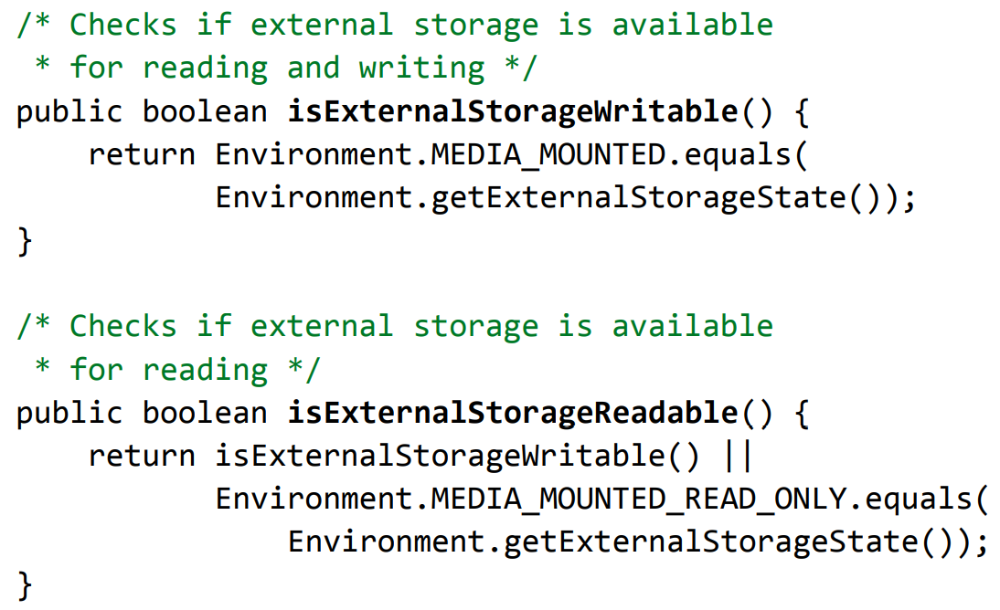 /* Checks if external storage is available
 * for reading and writing */
public boolean isExternalStorageWritable() {
    return Environment.MEDIA_MOUNTED.equals(
           Environment.getExternalStorageState());
}

/* Checks if external storage is available
 * for reading */
public boolean isExternalStorageReadable() {
    return isExternalStorageWritable() ||
           Environment.MEDIA_MOUNTED_READ_ONLY.equals(
               Environment.getExternalStorageState());
}